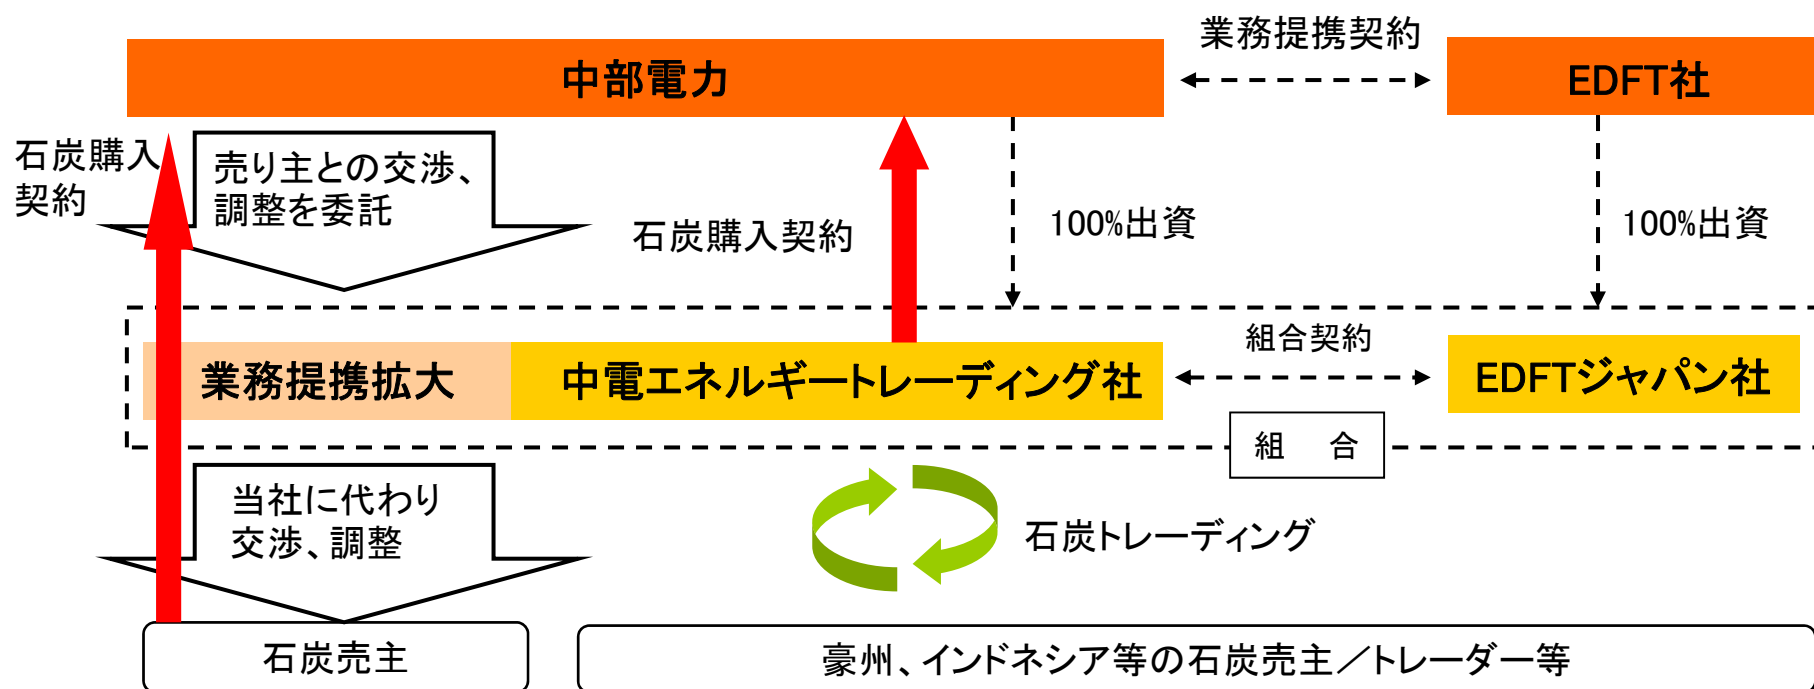 業務提携契約
中部電力
EDFT社
石炭購入
契約
売り主との交渉、
調整を委託
石炭購入契約
100%出資
100%出資
業務提携拡大
中電エネルギートレーディング社
組合契約
EDFTジャパン社
組　合
当社に代わり
交渉、調整
石炭トレーディング
石炭売主
豪州、インドネシア等の石炭売主／トレーダー等